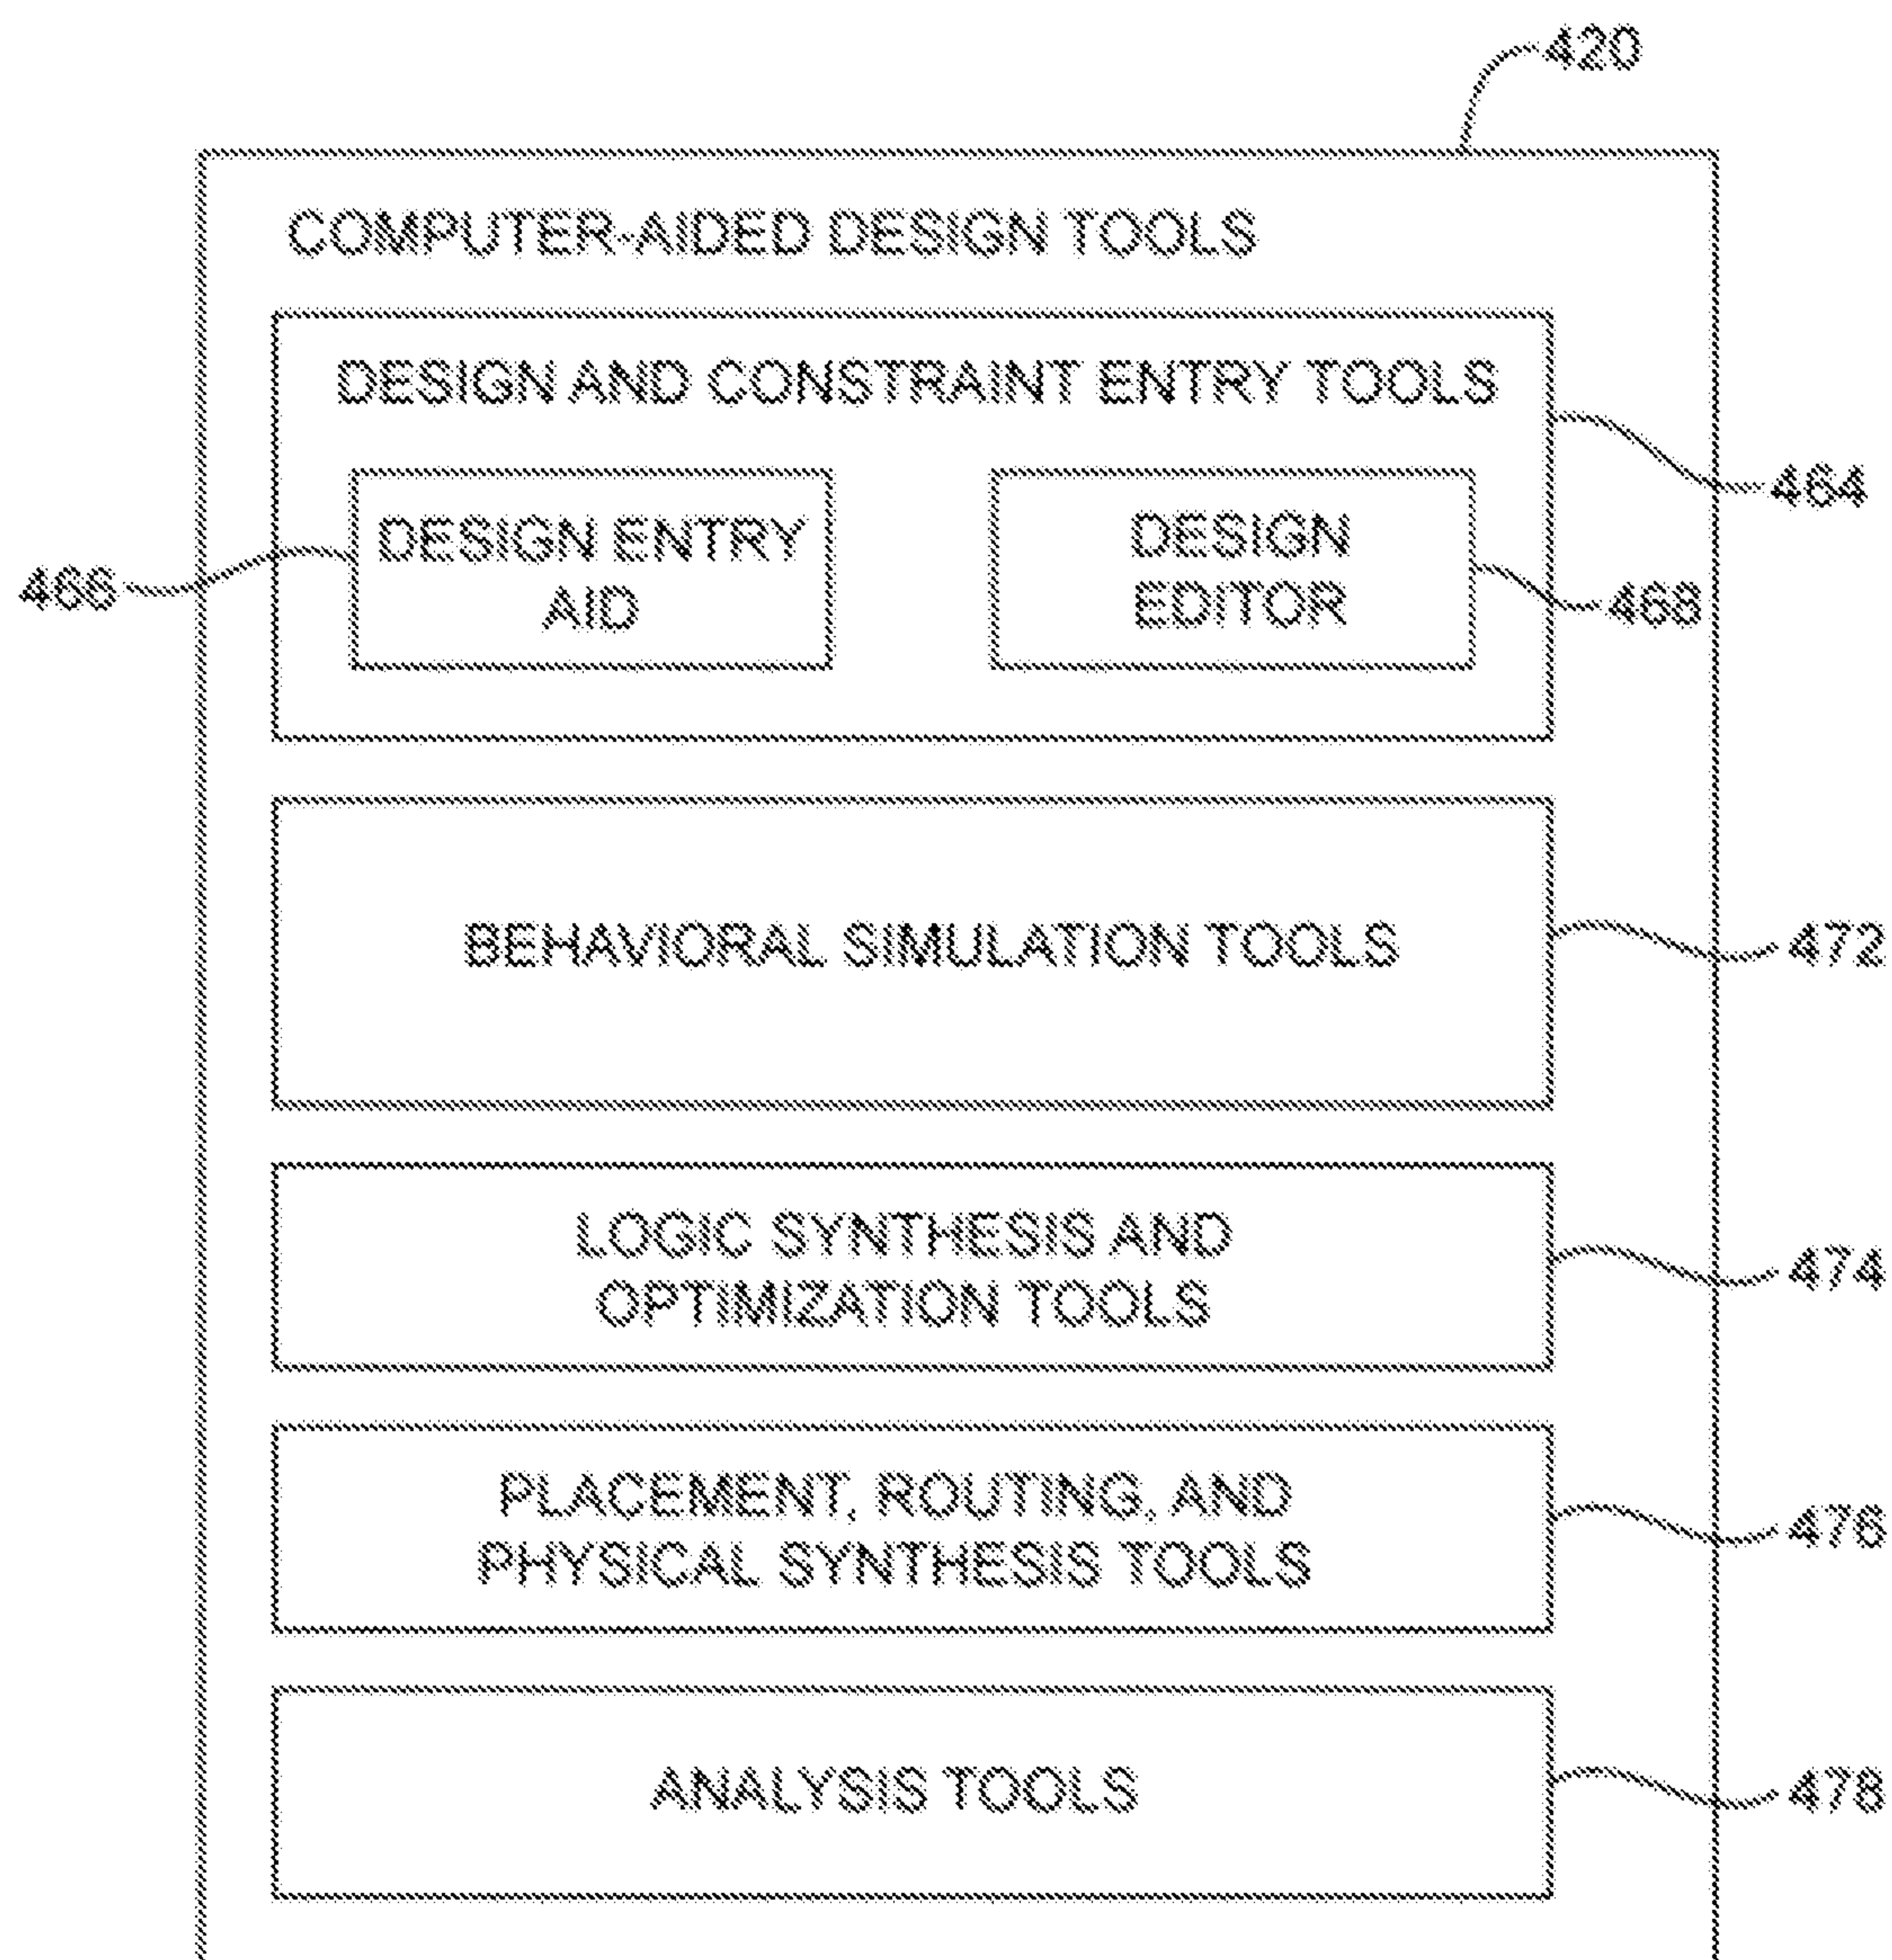 420
COMPUTER-AIDED DESIGN TOOLS
DESIGN AND CONSTRAINT ENTRY TOOLS
464
DESIGN ENTRY
AID
DESIGN
EDITOR
466
468
BEHAVIORAL SIMULATION TOOLS
472
LOGIC SYNTHESIS AND
OPTIMIZATION TOOLS
474
PLACEMENT, ROUTING, AND
PHYSICAL SYNTHESIS TOOLS
476
ANALYSIS TOOLS
478